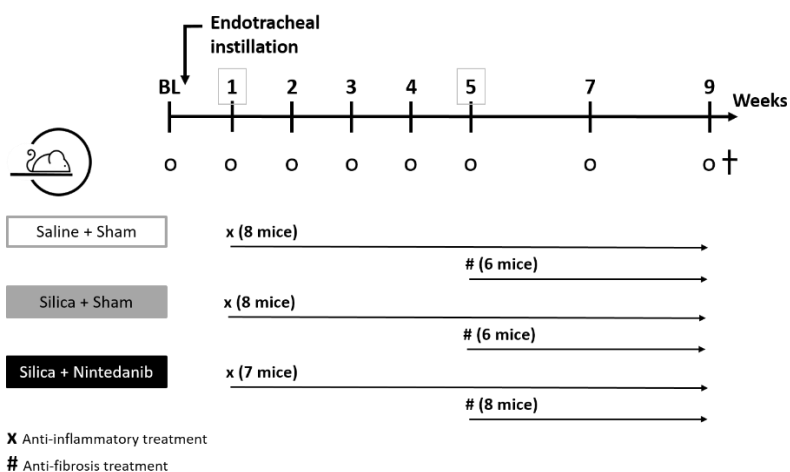 Endotracheal
instillation
BL 1 2 3 4 5 7 9
Weeks
o o o o o o o †
Saline + Sham
x (8 mice)
# (6 mice)
Silica + Sham
x (8 mice)
# (6 mice)
Silica + Nintedanib
x (7 mice)
# (8 mice)
x Anti-inflammatory treatment
# Anti-fibrosis treatment